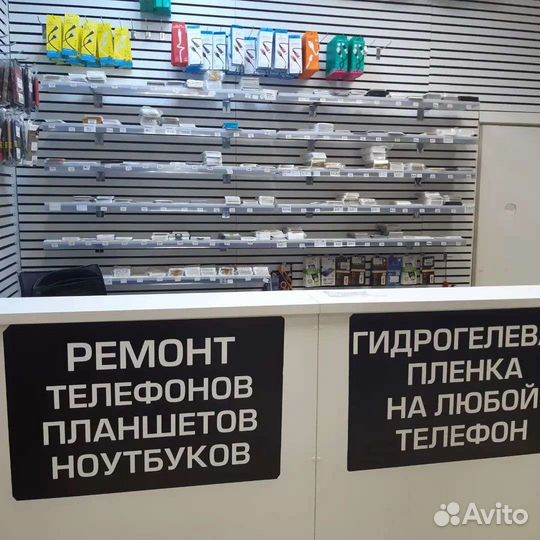 РЕМОНТ
ТЕЛЕФОНОВ
ПЛАНШЕТОВ
НОУТБУКОВ
ГИДРОГЕЛЕВА
ПЛЕНКА
НА ЛЮБОЙ
ТЕЛЕФОН
Avito